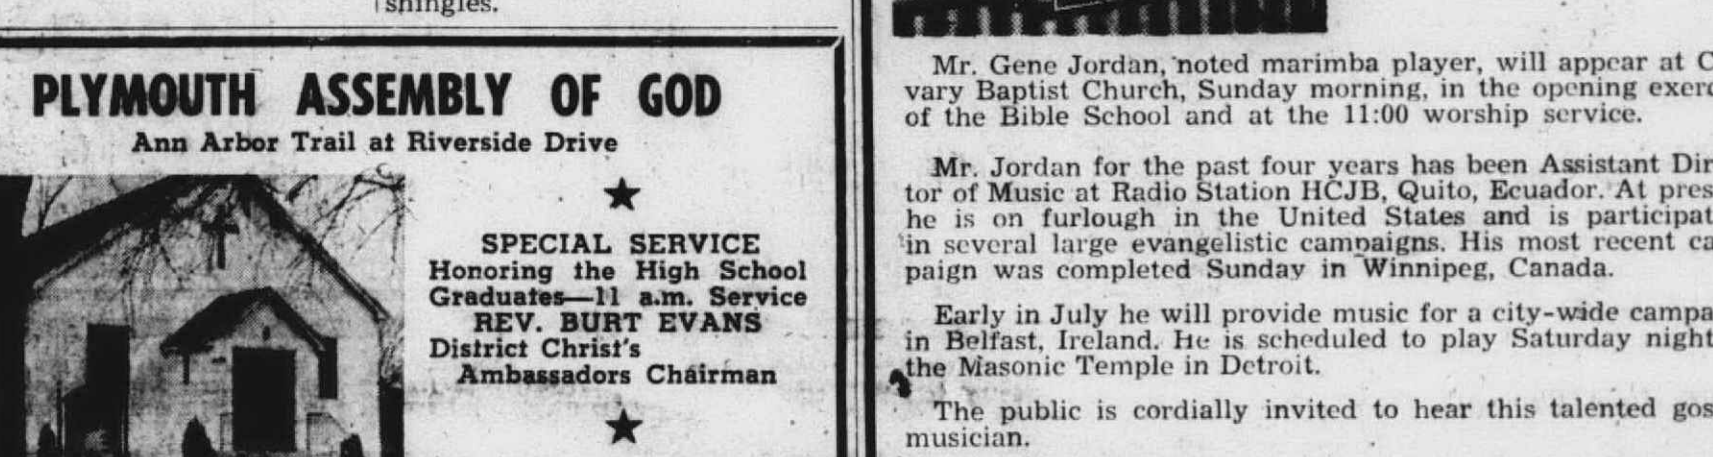 shingles.
PLYMOUTH ASSEMBLY OF GOD
Ann Arbor Trail at Riverside Drive
SPECIAL SERVICE
Honoring the High School
Graduates—11 a.m. Service
REV. BURT EVANS
District Christ's
Ambassadors Chairman
Mr. Gene Jordan, noted marimba player, will appear at C
vary Baptist Church, Sunday morning, in the opening exerc
of the Bible School and at the 11:00 worship service.
Mr. Jordan for the past four years has been Assistant Dir
tor of Music at Radio Station HCJB, Quito, Ecuador. At pres
he is on furlough in the United States and is participat
in several large evangelistic campaigns. His most recent ca
paign was completed Sunday in Winnipeg, Canada.
Early in July he will provide music for a city-wide campa
in Belfast, Ireland. He is scheduled to play Saturday night
the Masonic Temple in Detroit.
The public is cordially invited to hear this talented gos
musician.